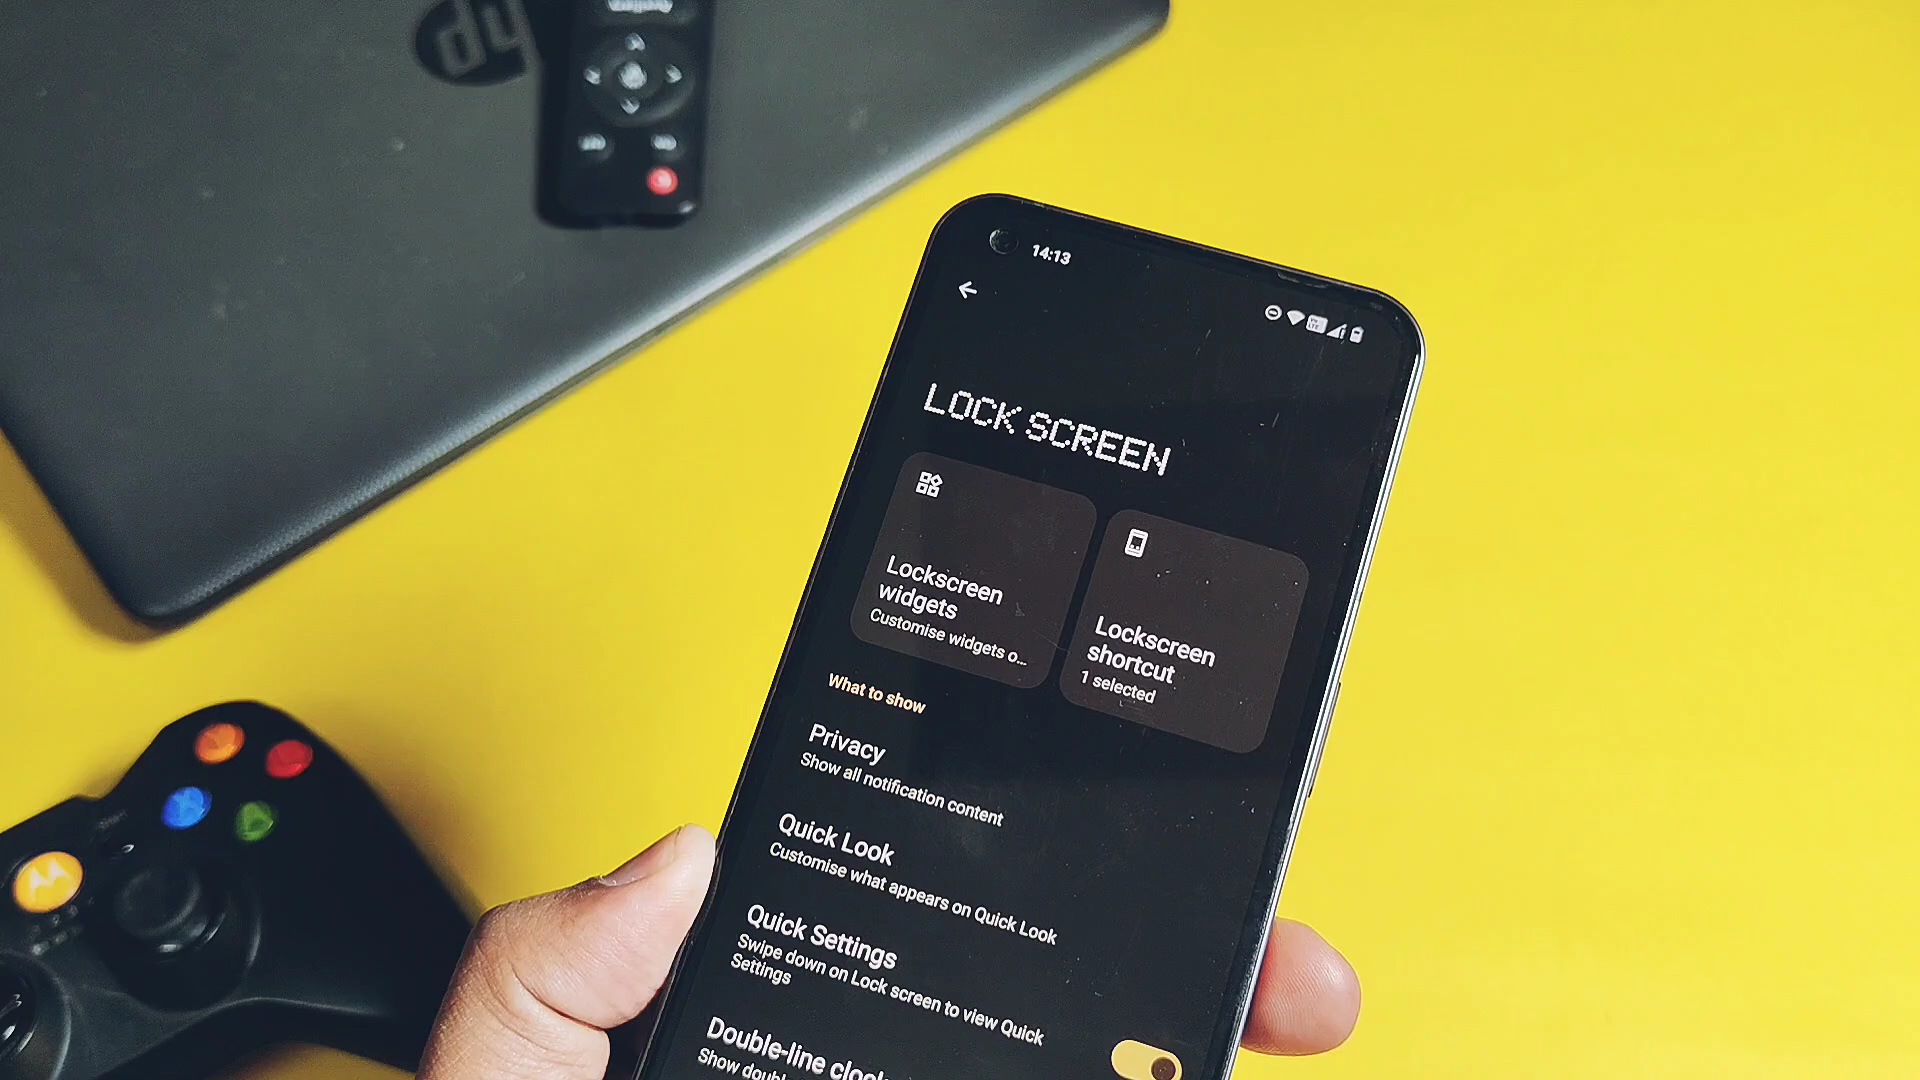 hp
14:13
LOCK SCREEN
Lockscreen
widgets
Customise widgets o...
Lockscreen
shortcut
1 selected
What to show
Privacy
Show all notification content
Quick Look
Customise what appears on Quick Look
Quick Settings
Swipe down on Lock screen to view Quick
Settings
Double-line clock
Show doubl